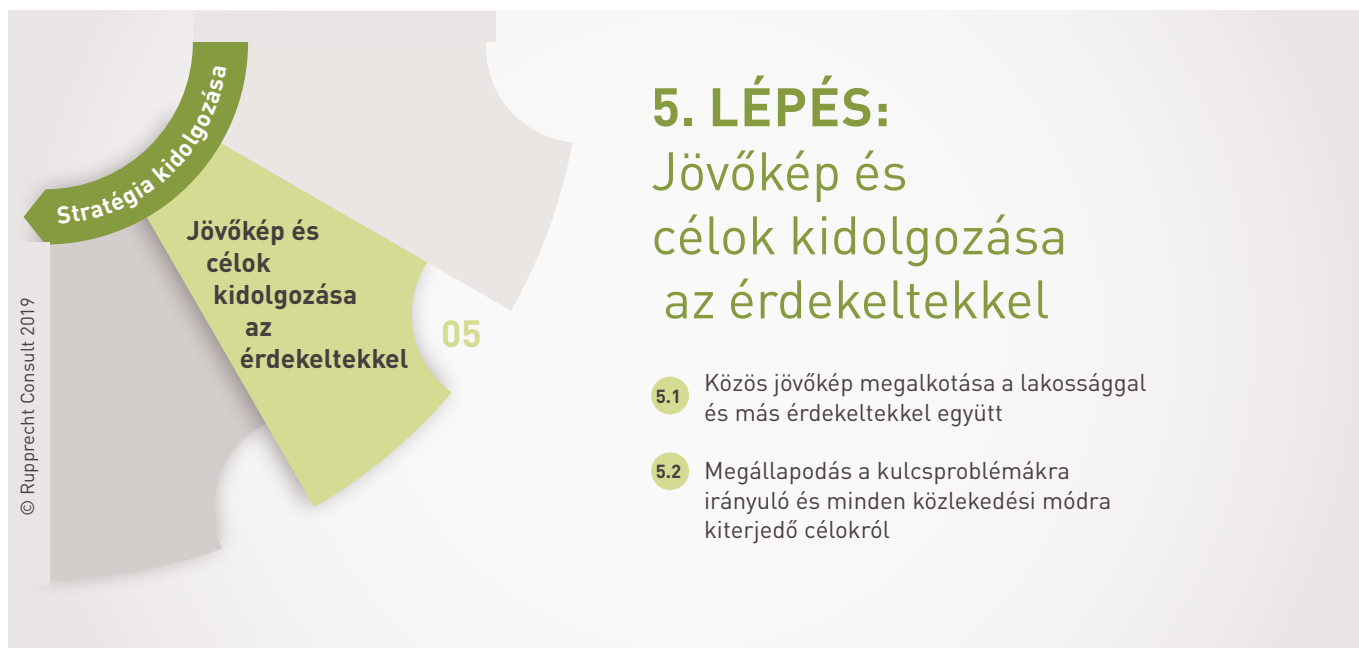 Stratégia kidolgozása
Jövőkép és
célok
kidolgozása
az
érdekeltekkel
05
© Rupprecht Consult 2019
5. LÉPÉS:
Jövőkép és
célok kidolgozása
az érdekeltekkel
5.1 Közös jövőkép megalkotása a lakossággal
és más érdekeltekkel együtt
5.2 Megállapodás a kulcsproblémákra
irányuló és minden közlekedési módra
kiterjedő célokról